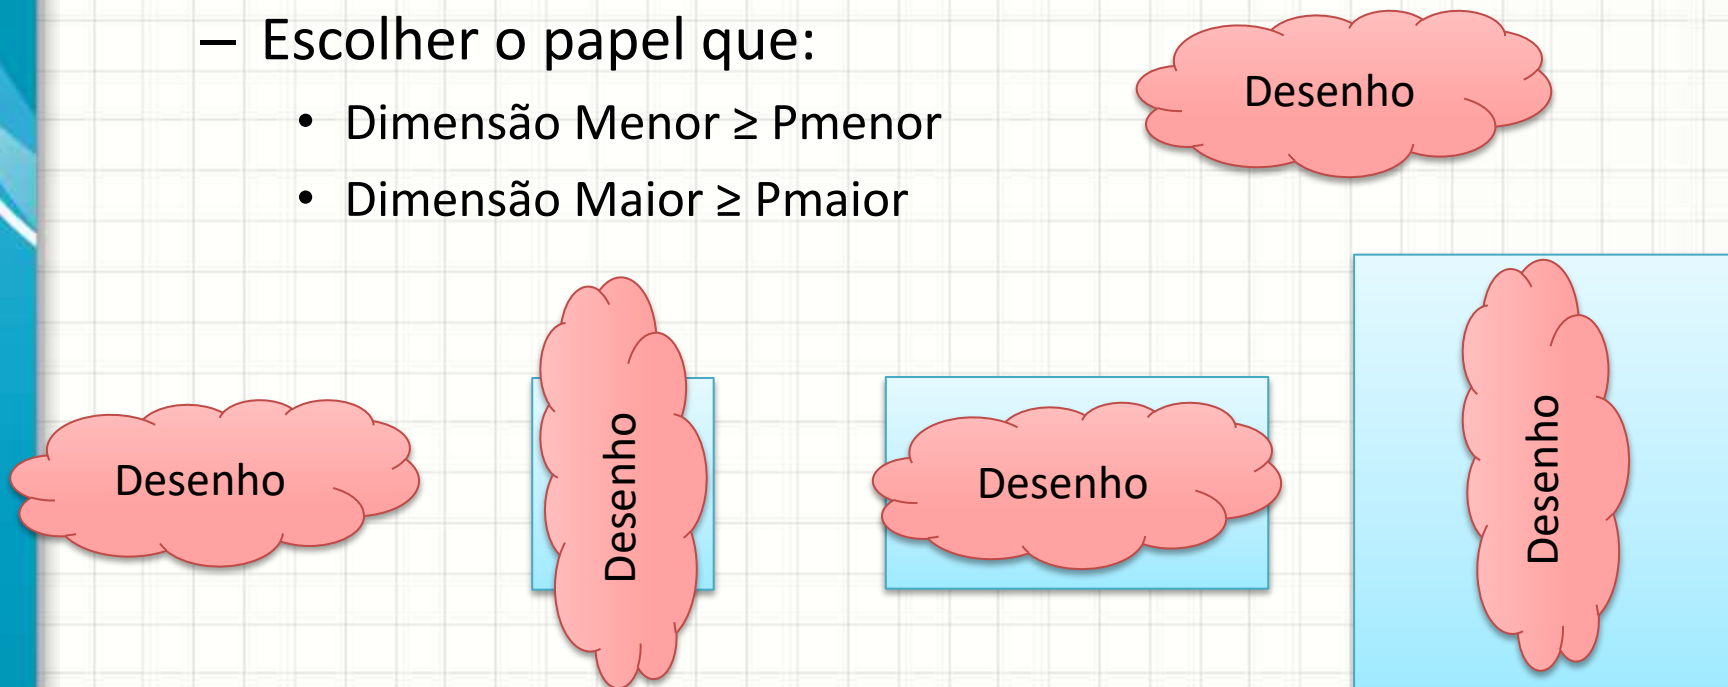 – Escolher o papel que:
Desenho
• Dimensão Menor ≥ Pmenor
• Dimensão Maior ≥ Pmaior
Desenho
Desenho
Desenho
Desenho